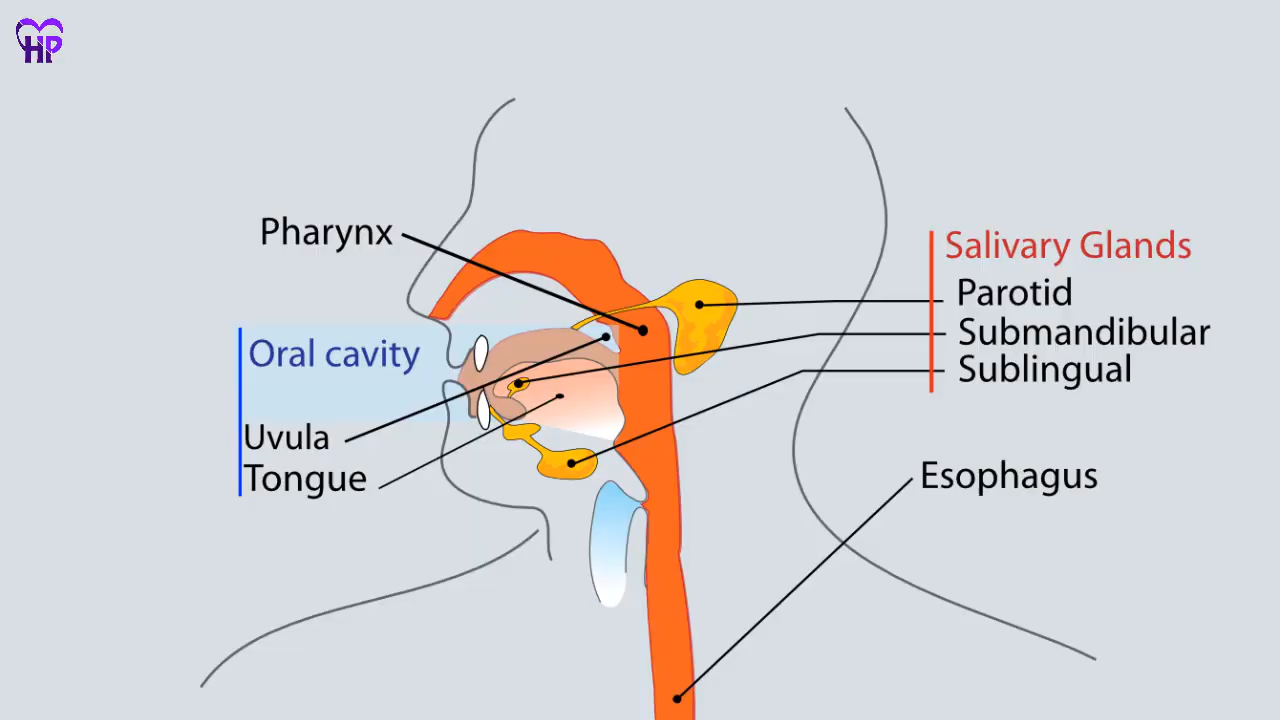 HP
Pharynx
Oral cavity
Uvula
Tongue
Salivary Glands
Parotid
Submandibular
Sublingual
Esophagus